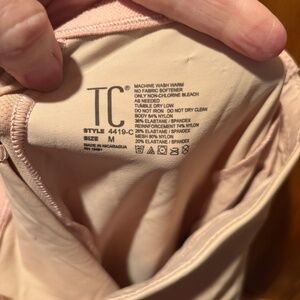 TC®
STYLE 4419-C
SIZE M
MADE IN NICARAGUA
MACHINE WASH WARM
NO FABRIC SOFTENER
ONLY NON-CHLORINE BLEACH
AS NEEDED
TUMBLE DRY LOW
DO NOT IRON DO NOT DRY CLEAN
BODY 64% NYLON
36% ELASTANE / SPANDEX
REINFORCEMENT 74% NYLON
26% ELASTANE / SPANDEX
MESH 80% NYLON
20% ELASTANE / SPANDEX